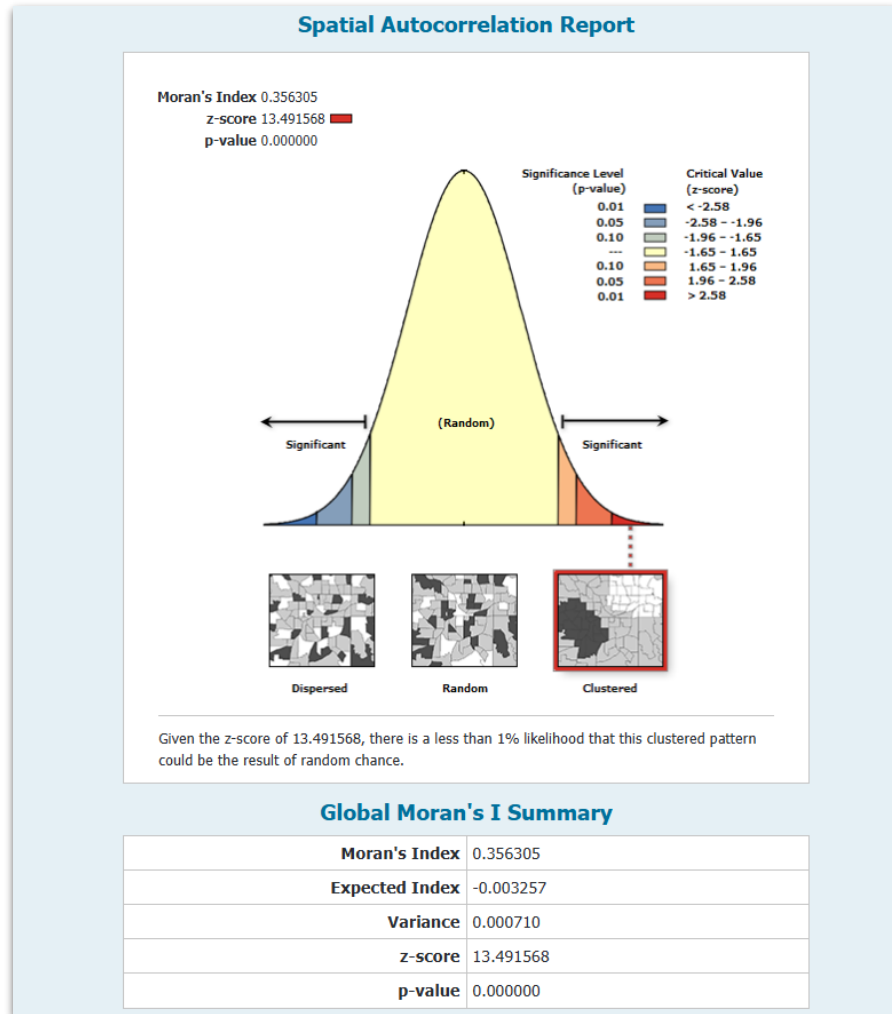 Spatial Autocorrelation Report
Moran's Index 0.356305
z-score 13.491568
p-value 0.000000
Significance Level Critical Value
(p-value) (z-score)
0.01 < -2.58
0.05 -2.58 – -1.96
0.10 -1.96 – -1.65
--- -1.65 – 1.65
0.10 1.65 – 1.96
0.05 1.96 – 2.58
0.01 > 2.58
(Random)
Significant Significant
Dispersed Random Clustered
Given the z-score of 13.491568, there is a less than 1% likelihood that this clustered pattern
could be the result of random chance.
Global Moran's I Summary
Moran's Index 0.356305
Expected Index -0.003257
Variance 0.000710
z-score 13.491568
p-value 0.000000